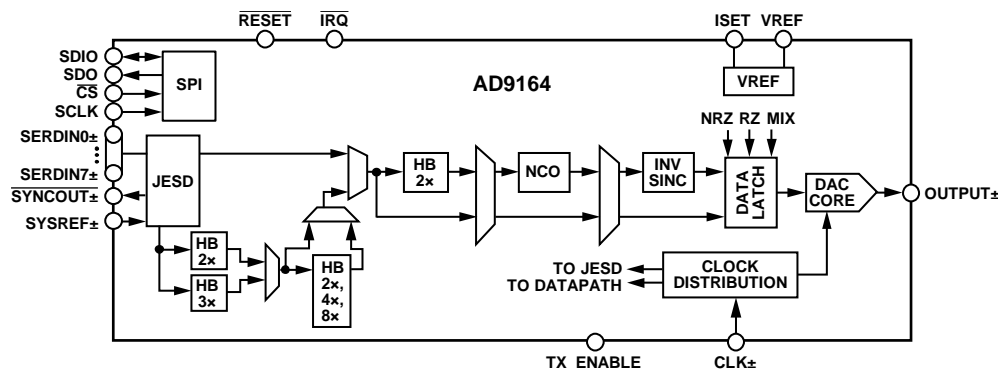 RESET IRQ ISET VREF
SDIO
SDO
CS
SCLK
SPI
AD9164
VREF
SERDIN0±
SERDIN7±
SYNCOUT±
SYSREF±
JESD
HB
2×
HB
3×
HB
2×,
4×,
8×
HB
2×
NCO
INV
SINC
NRZ RZ MIX
DATA
LATCH
DAC
CORE
OUTPUT±
TO JESD
TO DATAPATH
CLOCK
DISTRIBUTION
TX ENABLE
CLK±